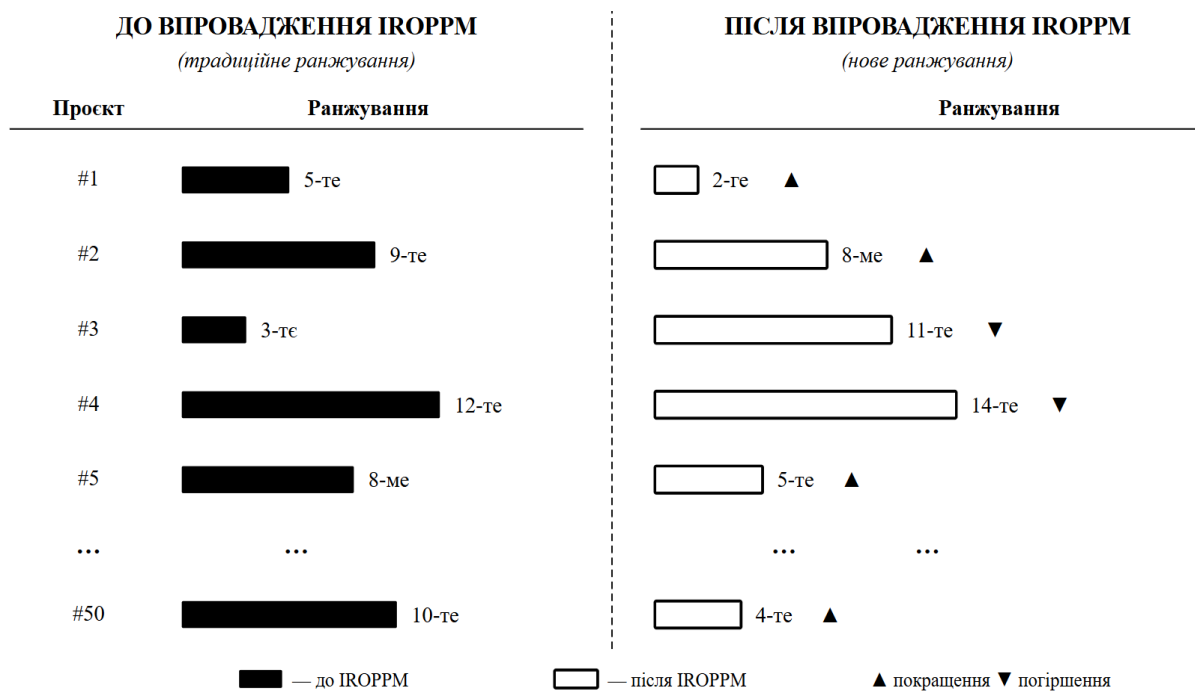 ДО ВПРОВАДЖЕННЯ IROPPM
(традиційне ранжування)
Проєкт Ранжування
#1 5-те
#2 9-те
#3 3-тє
#4 12-те
#5 8-ме
... ...
#50 10-те
ПІСЛЯ ВПРОВАДЖЕННЯ IROPPM
(нове ранжування)
Ранжування
2-ге ▲
8-ме ▲
11-те ▼
14-те ▼
5-те ▲
... ...
4-те ▲
— до IROPPM — після IROPPM ▲ покращення ▼ погіршення